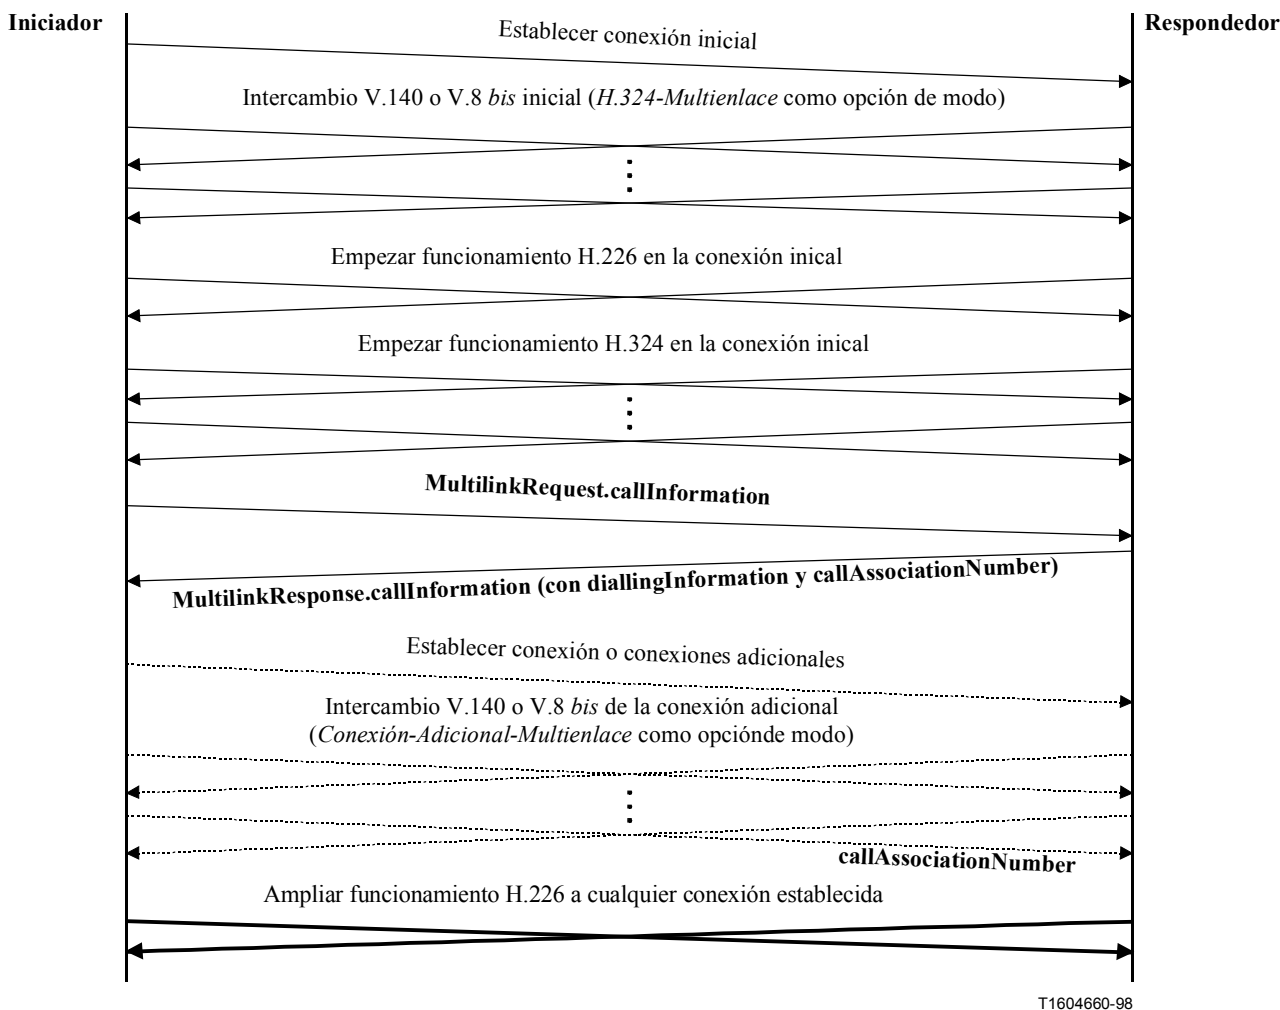 Iniciador
Respondedor
Establecer conexión inicial
Intercambio V.140 o V.8 bis inicial (H.324-Multienlace como opción de modo)
Empezar funcionamiento H.226 en la conexión inical
Empezar funcionamiento H.324 en la conexión inical
MultilinkRequest.callInformation
MultilinkResponse.callInformation (con diallingInformation y callAssociationNumber)
Establecer conexión o conexiones adicionales
Intercambio V.140 o V.8 bis de la conexión adicional
(Conexión-Adicional-Multienlace como opciónde modo)
callAssociationNumber
Ampliar funcionamiento H.226 a cualquier conexión establecida
T1604660-98